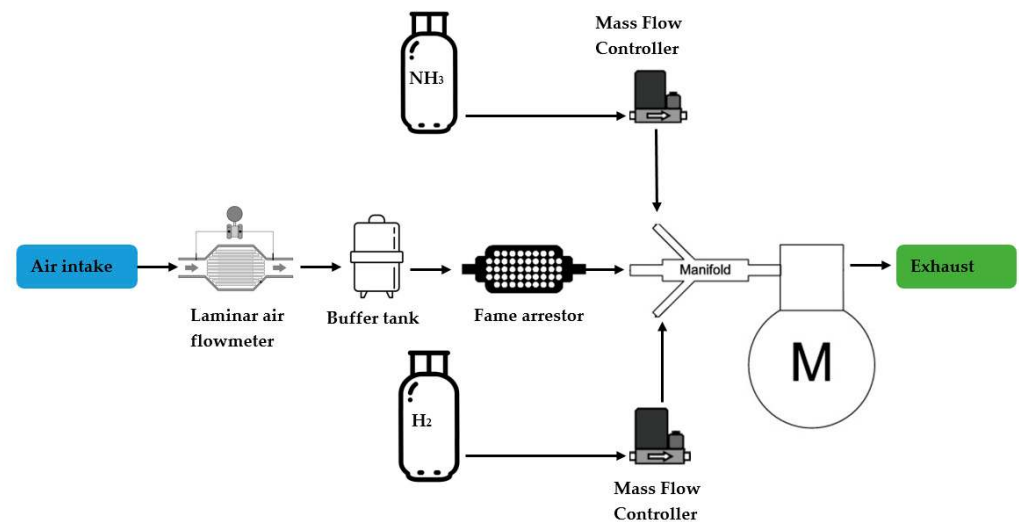 Mass Flow
Controller
NH₃
Air intake
Manifold
Exhaust
Laminar air
flowmeter
Buffer tank
Fame arrestor
M
H₂
Mass Flow
Controller